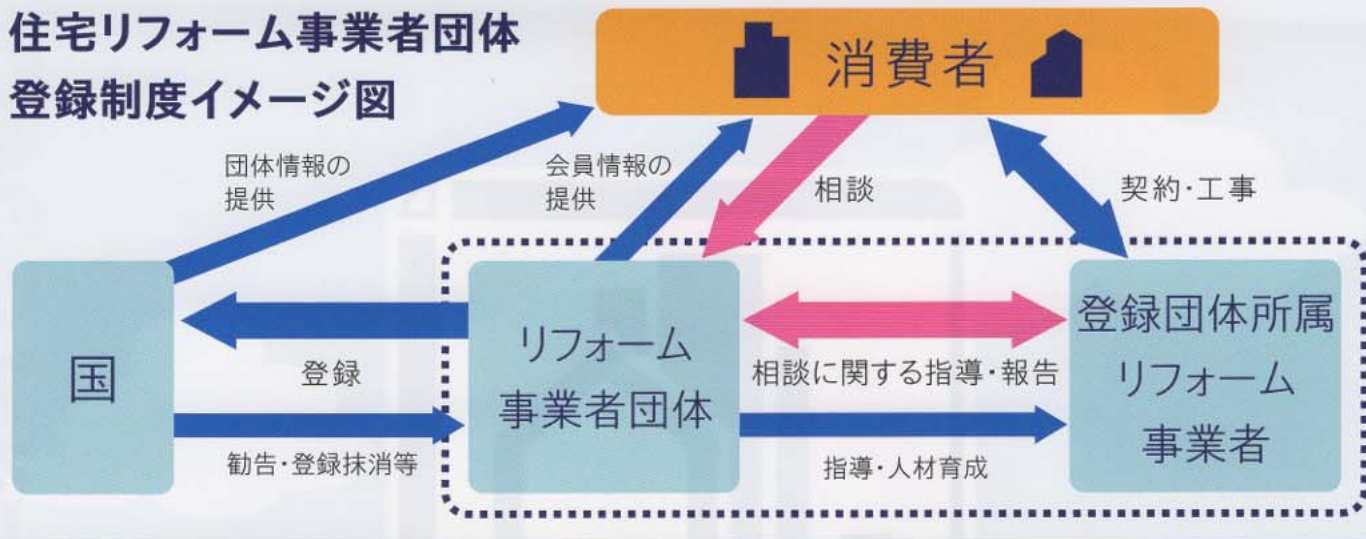 住宅リフォーム事業者団体
登録制度イメージ図
消費者
団体情報の
提供
会員情報の
提供
相談
契約・工事
国
登録
勧告・登録抹消等
リフォーム
事業者団体
相談に関する指導・報告
指導・人材育成
登録団体所属
リフォーム
事業者